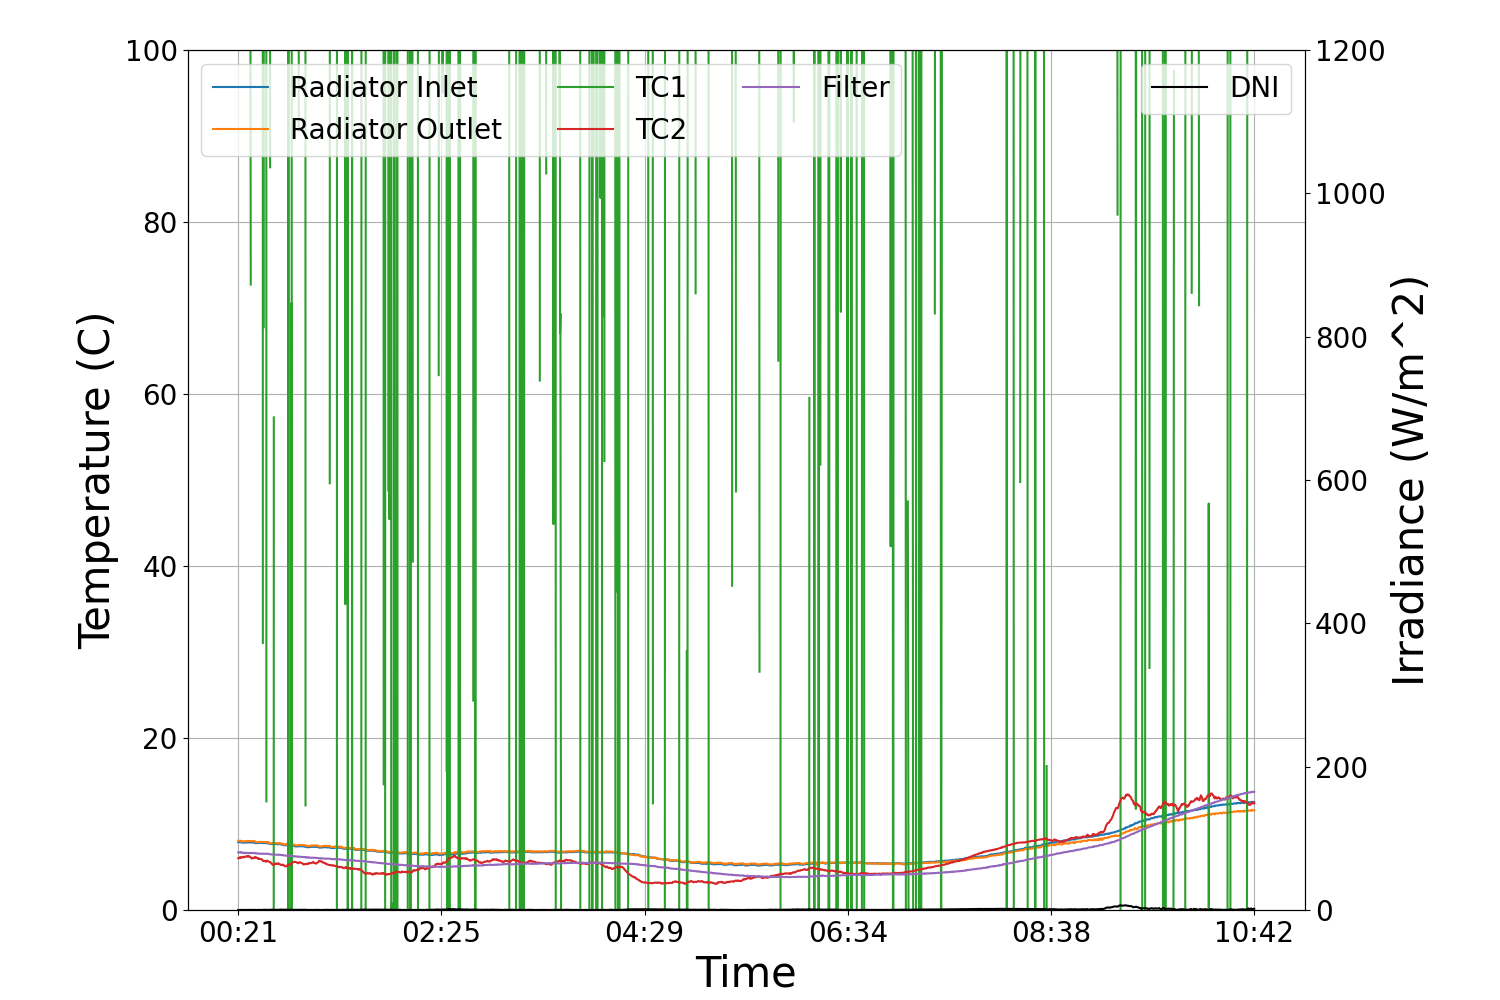 Radiator Inlet
Radiator Outlet
TC1
TC2
Filter
DNI
Temperature (C)
100
80
60
40
20
0
Irradiance (W/m^2)
1200
1000
800
600
400
200
0
00:21
02:25
04:29
06:34
08:38
10:42
Time